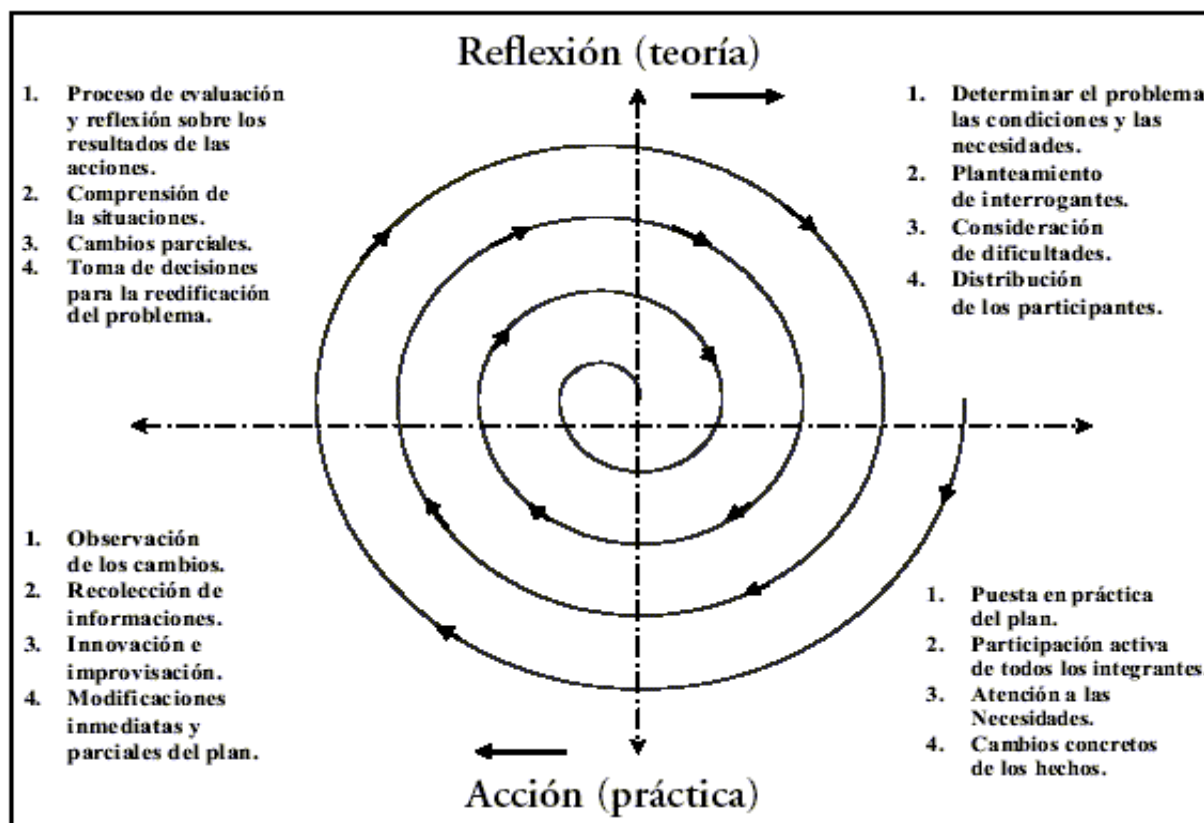 Reflexión (teoría)
1. Proceso de evaluación
y reflexión sobre los
resultados de las
acciones.
2. Comprensión de
la situaciones.
3. Cambios parciales.
4. Toma de decisiones
para la reedificación
del problema.
1. Determinar el problema
las condiciones y las
necesidades.
2. Planteamiento
de interrogantes.
3. Consideración
de dificultades.
4. Distribución
de los participantes.
1. Observación
de los cambios.
2. Recolección de
informaciones.
3. Innovación e
improvisación.
4. Modificaciones
inmediatas y
parciales del plan.
1. Puesta en práctica
del plan.
2. Participación activa
de todos los integrantes.
3. Atención a las
Necesidades.
4. Cambios concretos
de los hechos.
Acción (práctica)